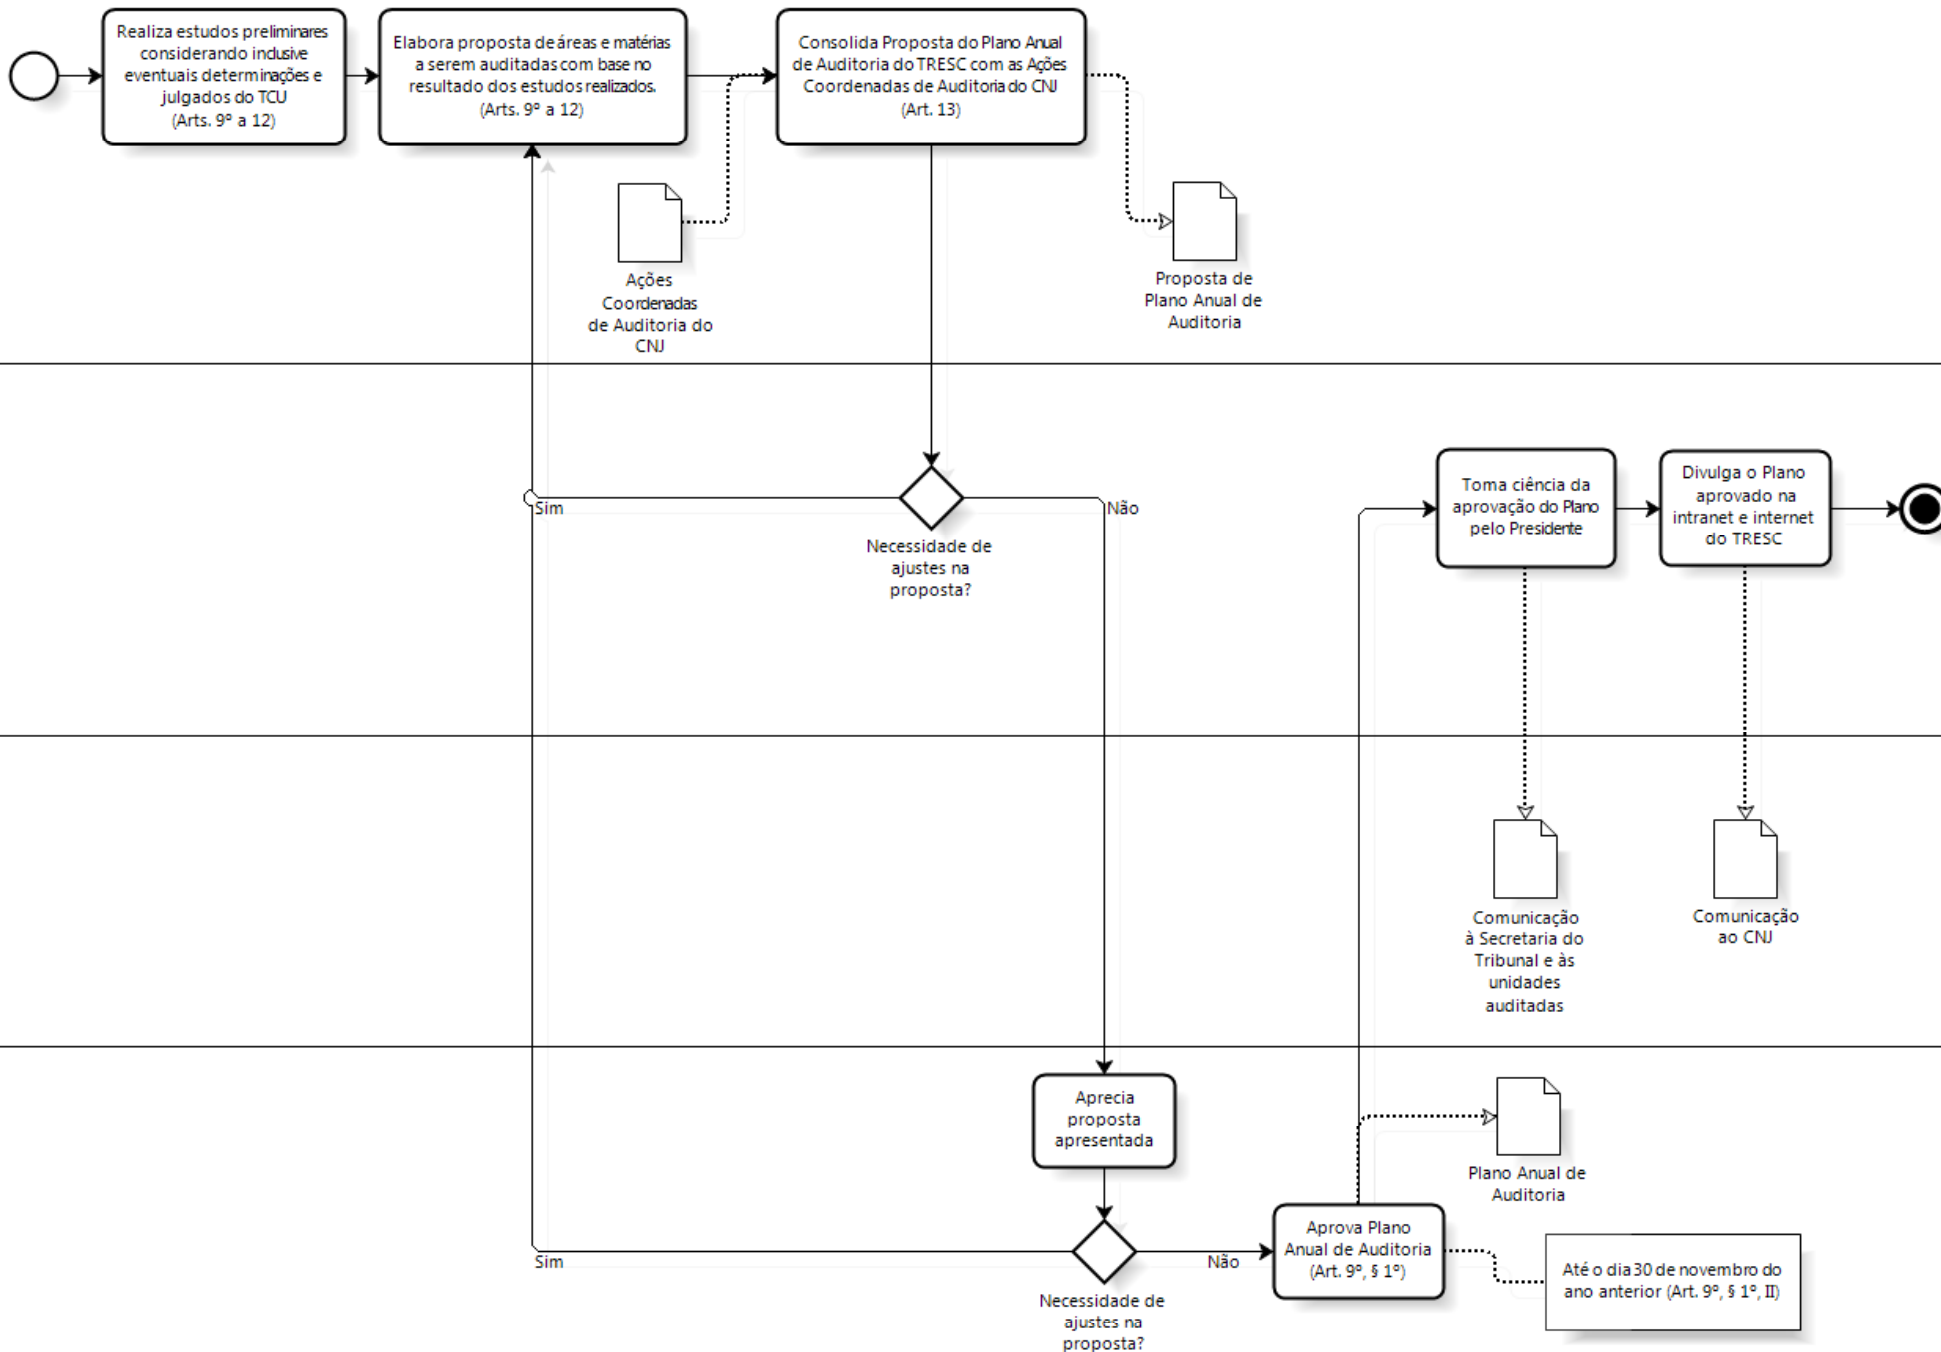 Realiza estudos preliminares
considerando inclusive
eventuais determinações e
julgados do TCU
(Arts. 9º a 12)
Elabora proposta de áreas e matérias
a serem auditadas com base no
resultado dos estudos realizados.
(Arts. 9º a 12)
Consolida Proposta do Plano Anual
de Auditoria do TRESC com as Ações
Coordenadas de Auditoria do CNJ
(Art. 13)
Ações
Coordenadas
de Auditoria do
CNJ
Proposta de
Plano Anual de
Auditoria
Sim
Necessidade de
ajustes na
proposta?
Não
Toma ciência da
aprovação do Plano
pelo Presidente
Divulga o Plano
aprovado na
intranet e internet
do TRESC
Comunicação
à Secretaria do
Tribunal e às
unidades
auditadas
Comunicação
ao CNJ
Aprecia
proposta
apresentada
Plano Anual de
Auditoria
Sim
Necessidade de
ajustes na
proposta?
Não
Aprova Plano
Anual de Auditoria
(Art. 9º, § 1º)
Até o dia 30 de novembro do
ano anterior (Art. 9º, § 1º, II)